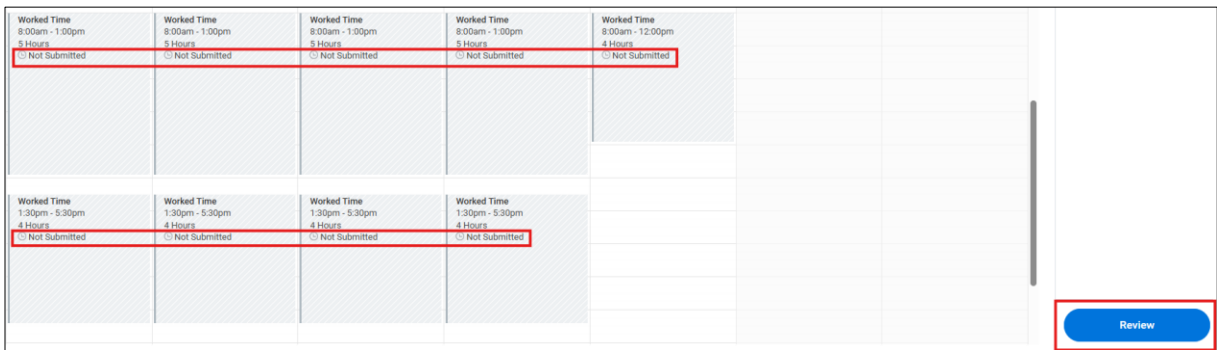 Worked Time
8:00am - 1:00pm
5 Hours
Not Submitted
Worked Time
8:00am - 1:00pm
5 Hours
Not Submitted
Worked Time
8:00am - 1:00pm
5 Hours
Not Submitted
Worked Time
8:00am - 1:00pm
5 Hours
Not Submitted
Worked Time
8:00am - 12:00pm
4 Hours
Not Submitted
Worked Time
1:30pm - 5:30pm
4 Hours
Not Submitted
Worked Time
1:30pm - 5:30pm
4 Hours
Not Submitted
Worked Time
1:30pm - 5:30pm
4 Hours
Not Submitted
Worked Time
1:30pm - 5:30pm
4 Hours
Not Submitted
Review